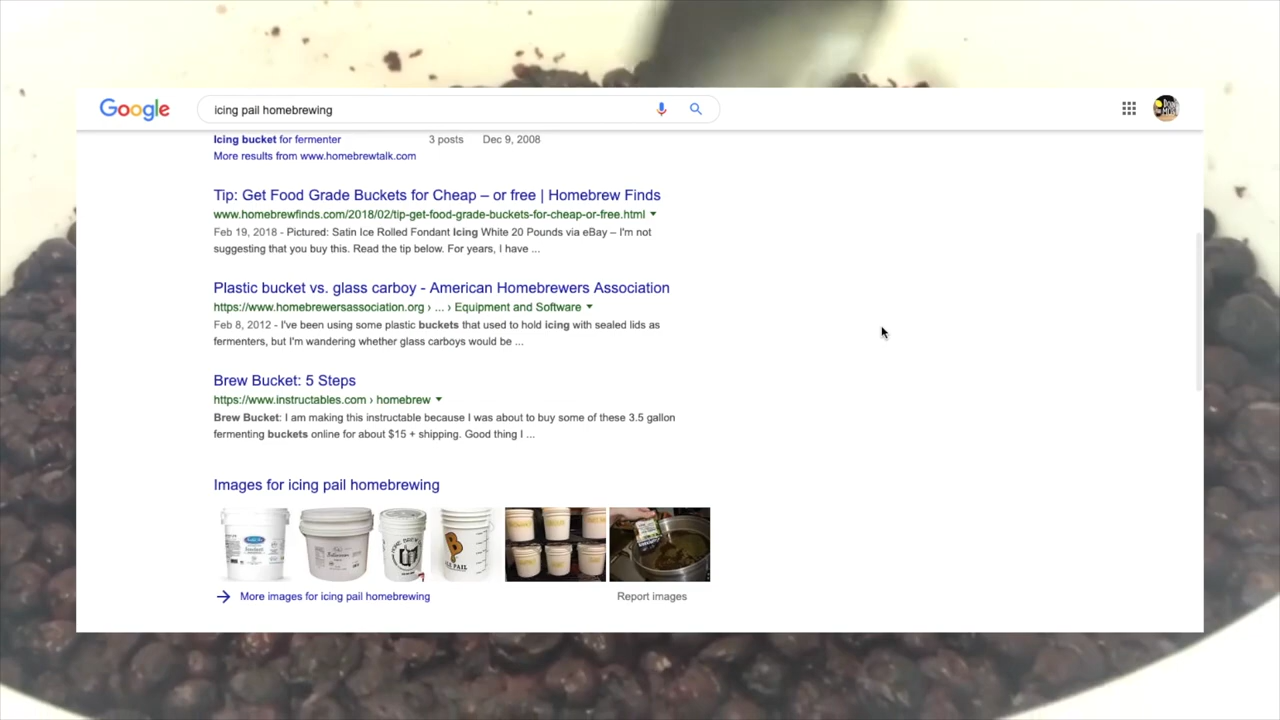 Google
icing pail homebrewing
Icing bucket for fermenter 3 posts Dec 9, 2008
More results from www.homebrewtalk.com
Tip: Get Food Grade Buckets for Cheap – or free | Homebrew Finds
www.homebrewfinds.com/2018/02/tip-get-food-grade-buckets-for-cheap-or-free.html
Feb 19, 2018 - Pictured: Satin Ice Rolled Fondant Icing White 20 Pounds via eBay – I'm not
suggesting that you buy this. Read the tip below. For years, I have ...
Plastic bucket vs. glass carboy - American Homebrewers Association
https://www.homebrewersassociation.org › ... › Equipment and Software
Feb 8, 2012 - I've been using some plastic buckets that used to hold icing with sealed lids as
fermenters, but I'm wandering whether glass carboys would be ...
Brew Bucket: 5 Steps
https://www.instructables.com › homebrew
Brew Bucket: I am making this instructable because I was about to buy some of these 3.5 gallon
fermenting buckets online for about $15 + shipping. Good thing I ...
Images for icing pail homebrewing
More images for icing pail homebrewing
Report images